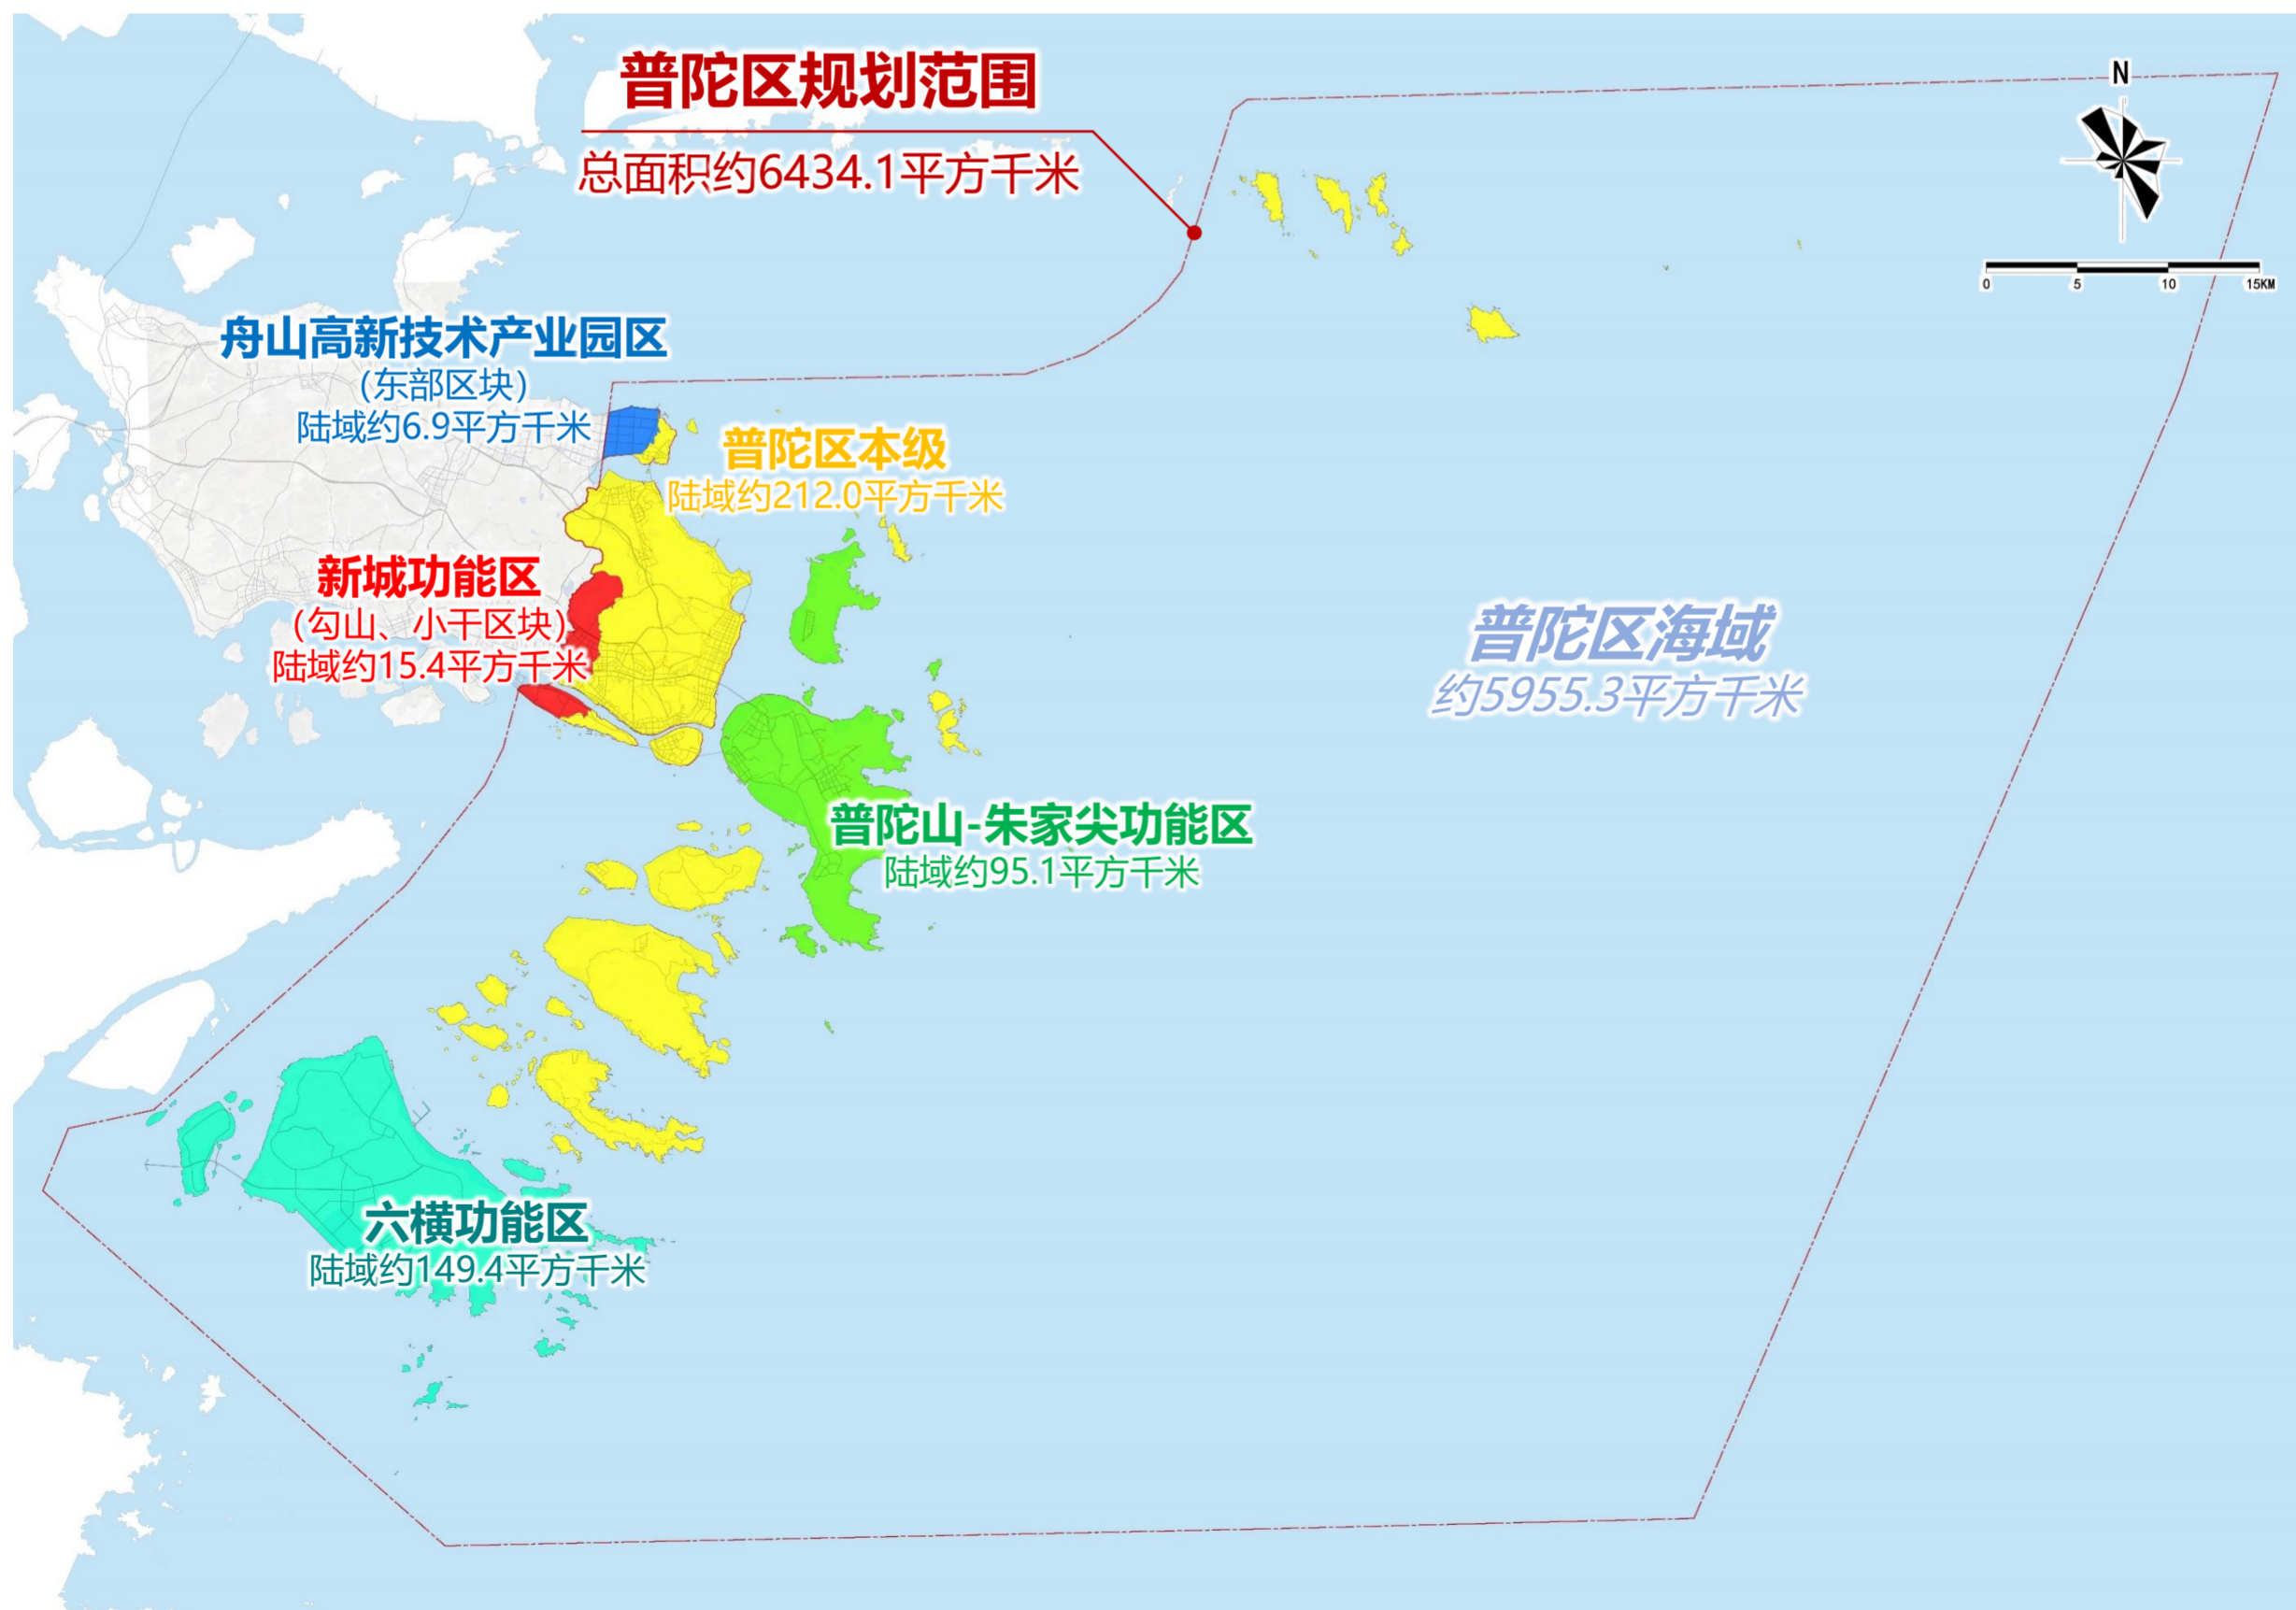 普陀区规划范围
总面积约6434.1平方千米
N
0 5 10 15KM
舟山高新技术产业园区
（东部区块）
陆域约6.9平方千米
普陀区本级
陆域约212.0平方千米
新城功能区
（勾山、小干区块）
陆域约15.4平方千米
普陀区海域
约5955.3平方千米
普陀山-朱家尖功能区
陆域约95.1平方千米
六横功能区
陆域约149.4平方千米